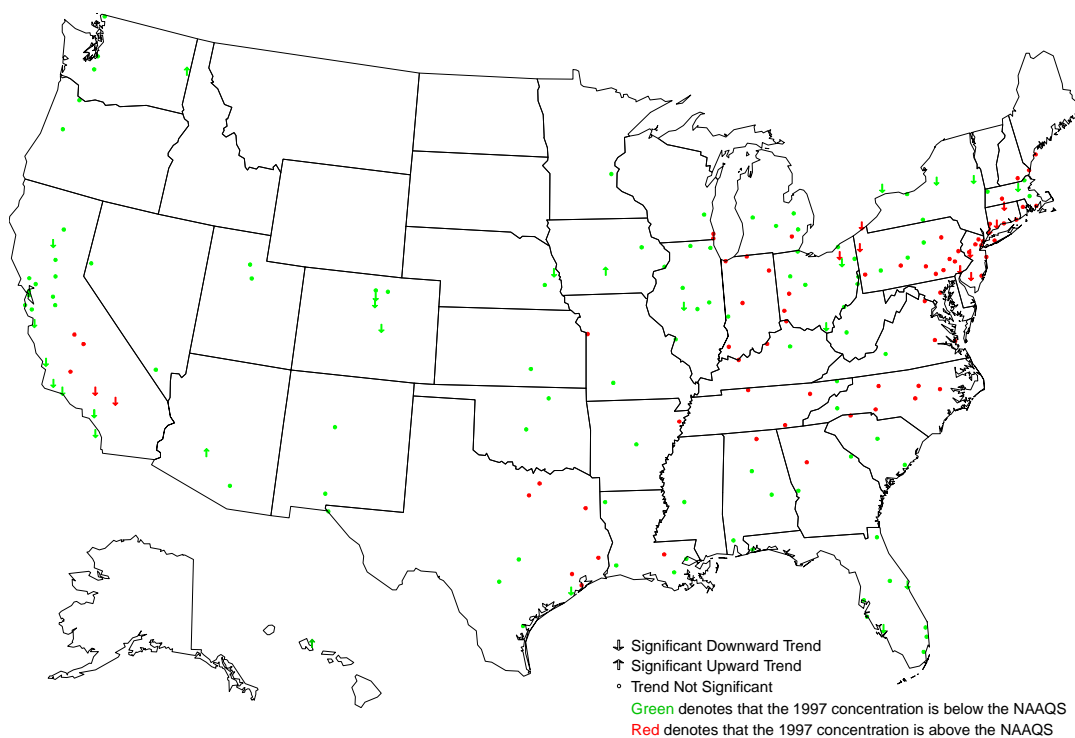 Significant Downward Trend
Significant Upward Trend
Trend Not Significant
Green denotes that the 1997 concentration is below the NAAQS
Red denotes that the 1997 concentration is above the NAAQS